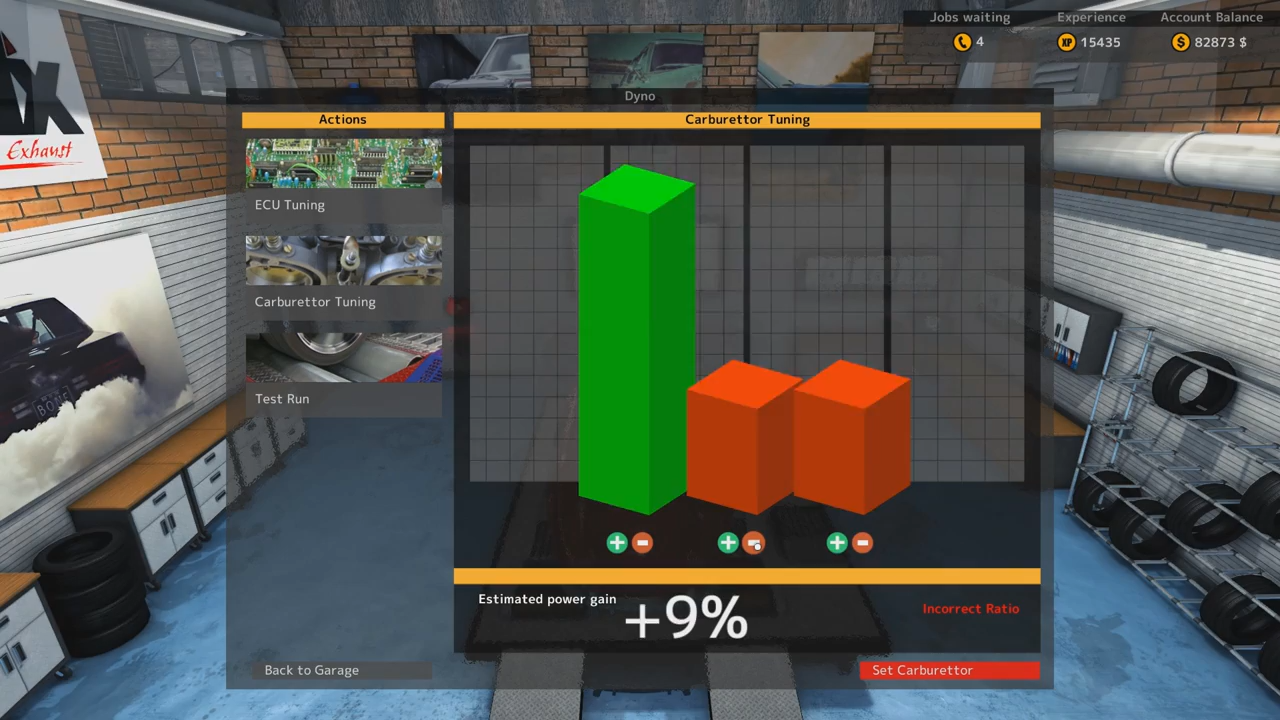 Jobs waiting
4
Experience
XP 15435
Account Balance
$ 82873 $
Exhaust
Dyno
Actions
ECU Tuning
Carburettor Tuning
Test Run
Back to Garage
Carburettor Tuning
Estimated power gain
+9%
Incorrect Ratio
Set Carburettor